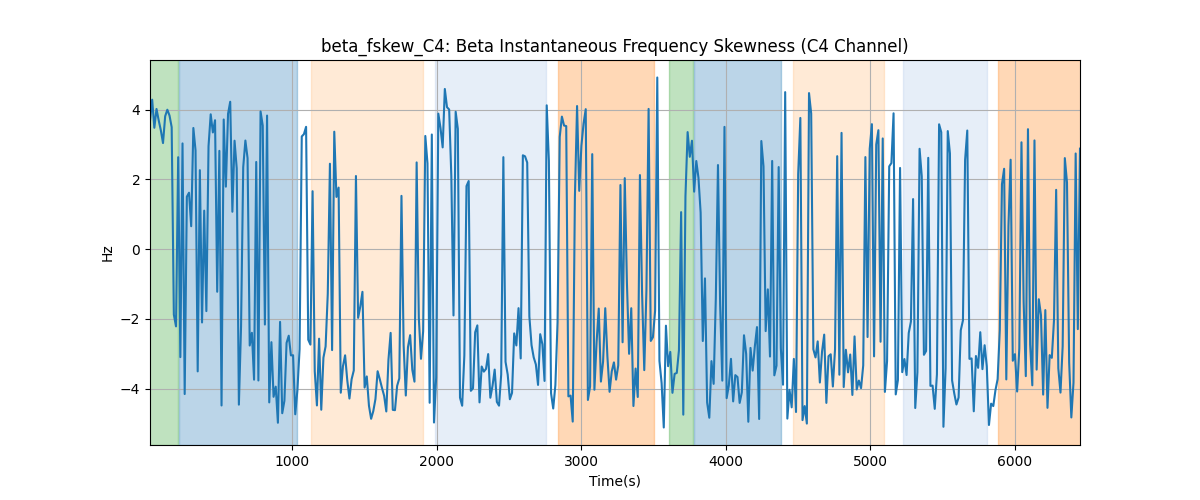 beta_fskew_C4: Beta Instantaneous Frequency Skewness (C4 Channel)
4
2
0
−2
−4
Hz
1000 2000 3000 4000 5000 6000
Time(s)